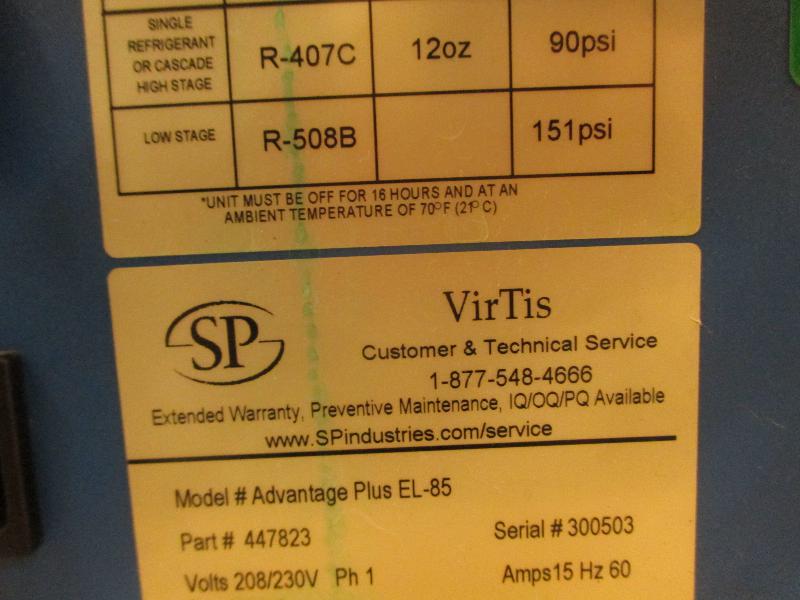 SINGLE
REFRIGERANT
OR CASCADE
HIGH STAGE
R-407C
12oz
90psi
LOW STAGE
R-508B
151psi
*UNIT MUST BE OFF FOR 16 HOURS AND AT AN
AMBIENT TEMPERATURE OF 70°F (21°C)
SP
VirTis
Customer & Technical Service
1-877-548-4666
Extended Warranty, Preventive Maintenance, IQ/OQ/PQ Available
www.SPindustries.com/service
Model # Advantage Plus EL-85
Part # 447823
Serial # 300503
Volts 208/230V Ph 1
Amps15 Hz 60